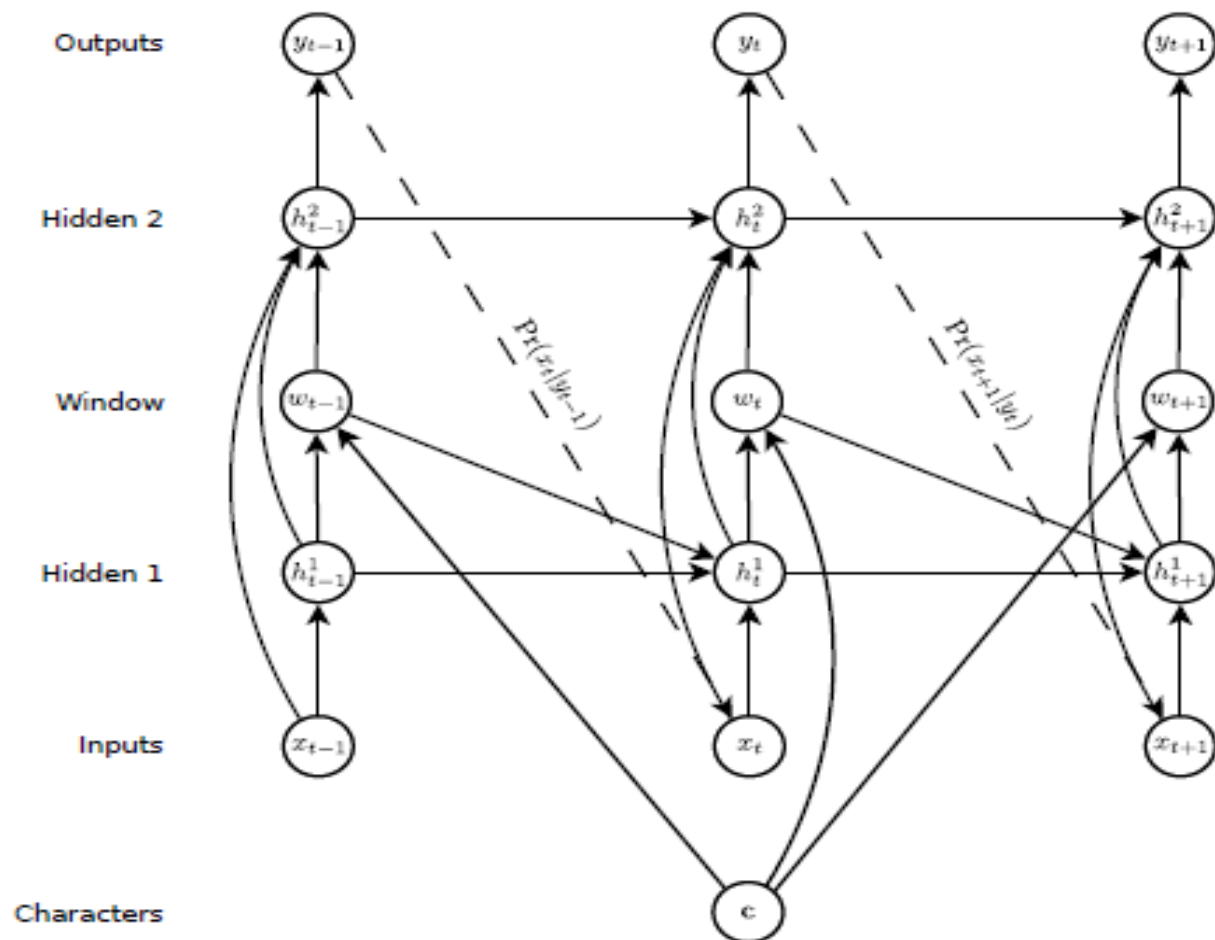 Outputs y_{t−1} y_t y_{t+1}
Hidden 2 h^2_{t−1} h^2_t h^2_{t+1}
Pr(x_t|y_{t−1}) Pr(x_{t+1}|y_t)
Window w_{t−1} w_t w_{t+1}
Hidden 1 h^1_{t−1} h^1_t h^1_{t+1}
Inputs x_{t−1} x_t x_{t+1}
Characters c